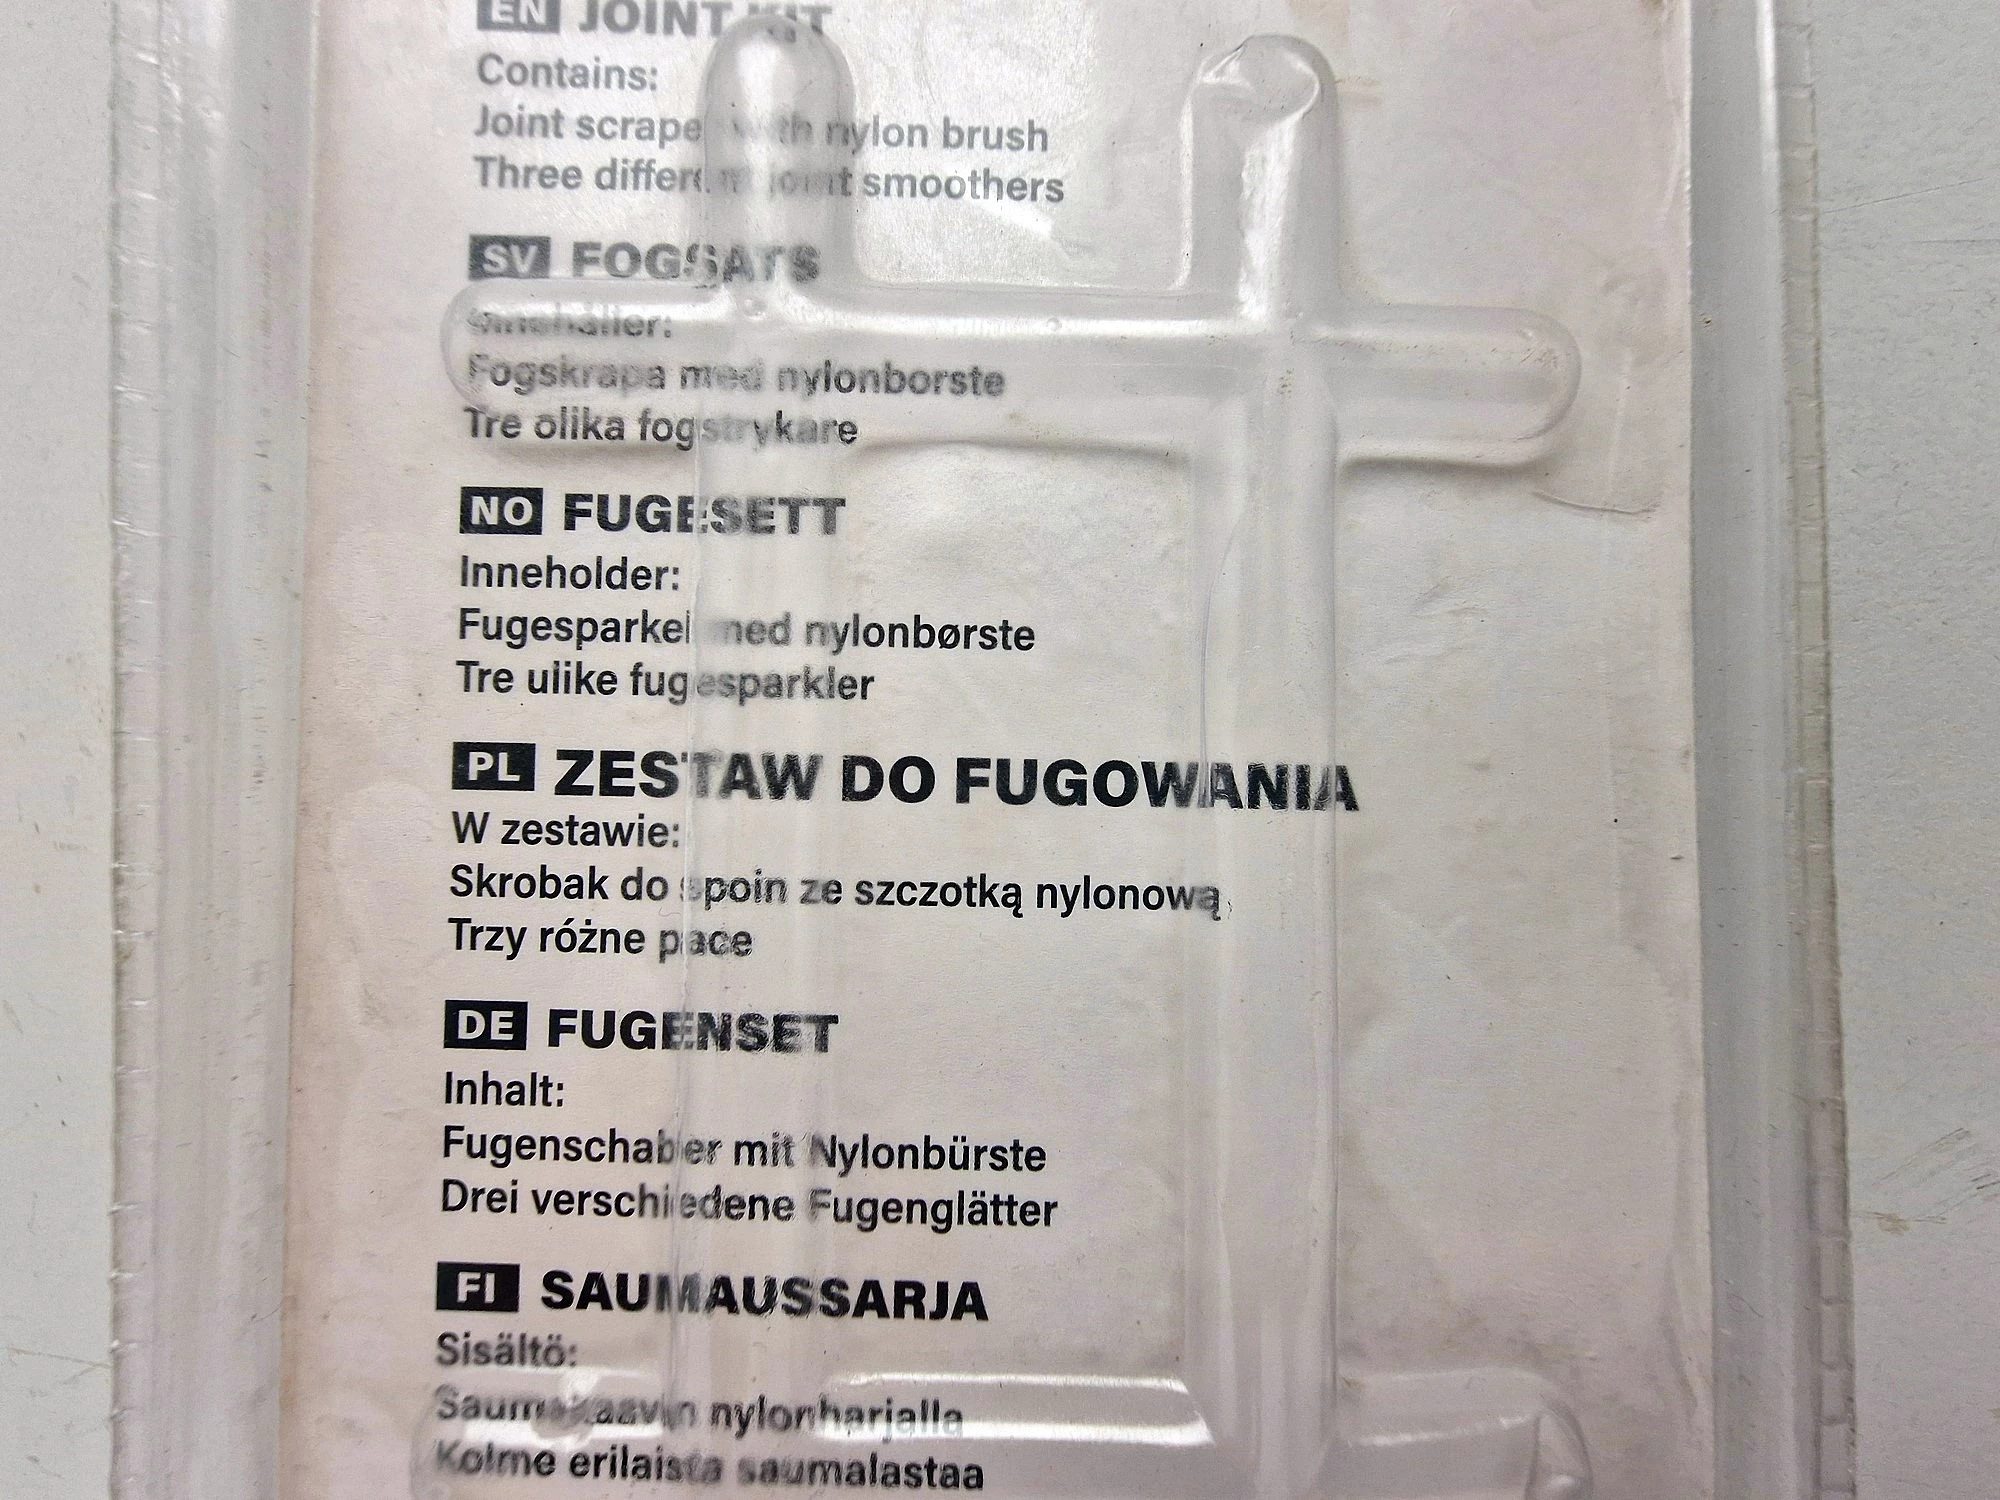 EN JOINT KIT
Contains:
Joint scraper with nylon brush
Three different joint smoothers
SV FOGSATS
Innehåller:
Fogskrapa med nylonborste
Tre olika fogstrykare
NO FUGESETT
Inneholder:
Fugesparkel med nylonbørste
Tre ulike fugesparkler
PL ZESTAW DO FUGOWANIA
W zestawie:
Skrobak do spoin ze szczotką nylonową
Trzy różne pace
DE FUGENSET
Inhalt:
Fugenschaber mit Nylonbürste
Drei verschiedene Fugenglätter
FI SAUMAUSSARJA
Sisältö:
Saumakaavin nylonharjalla
Kolme erilaista saumalastaa